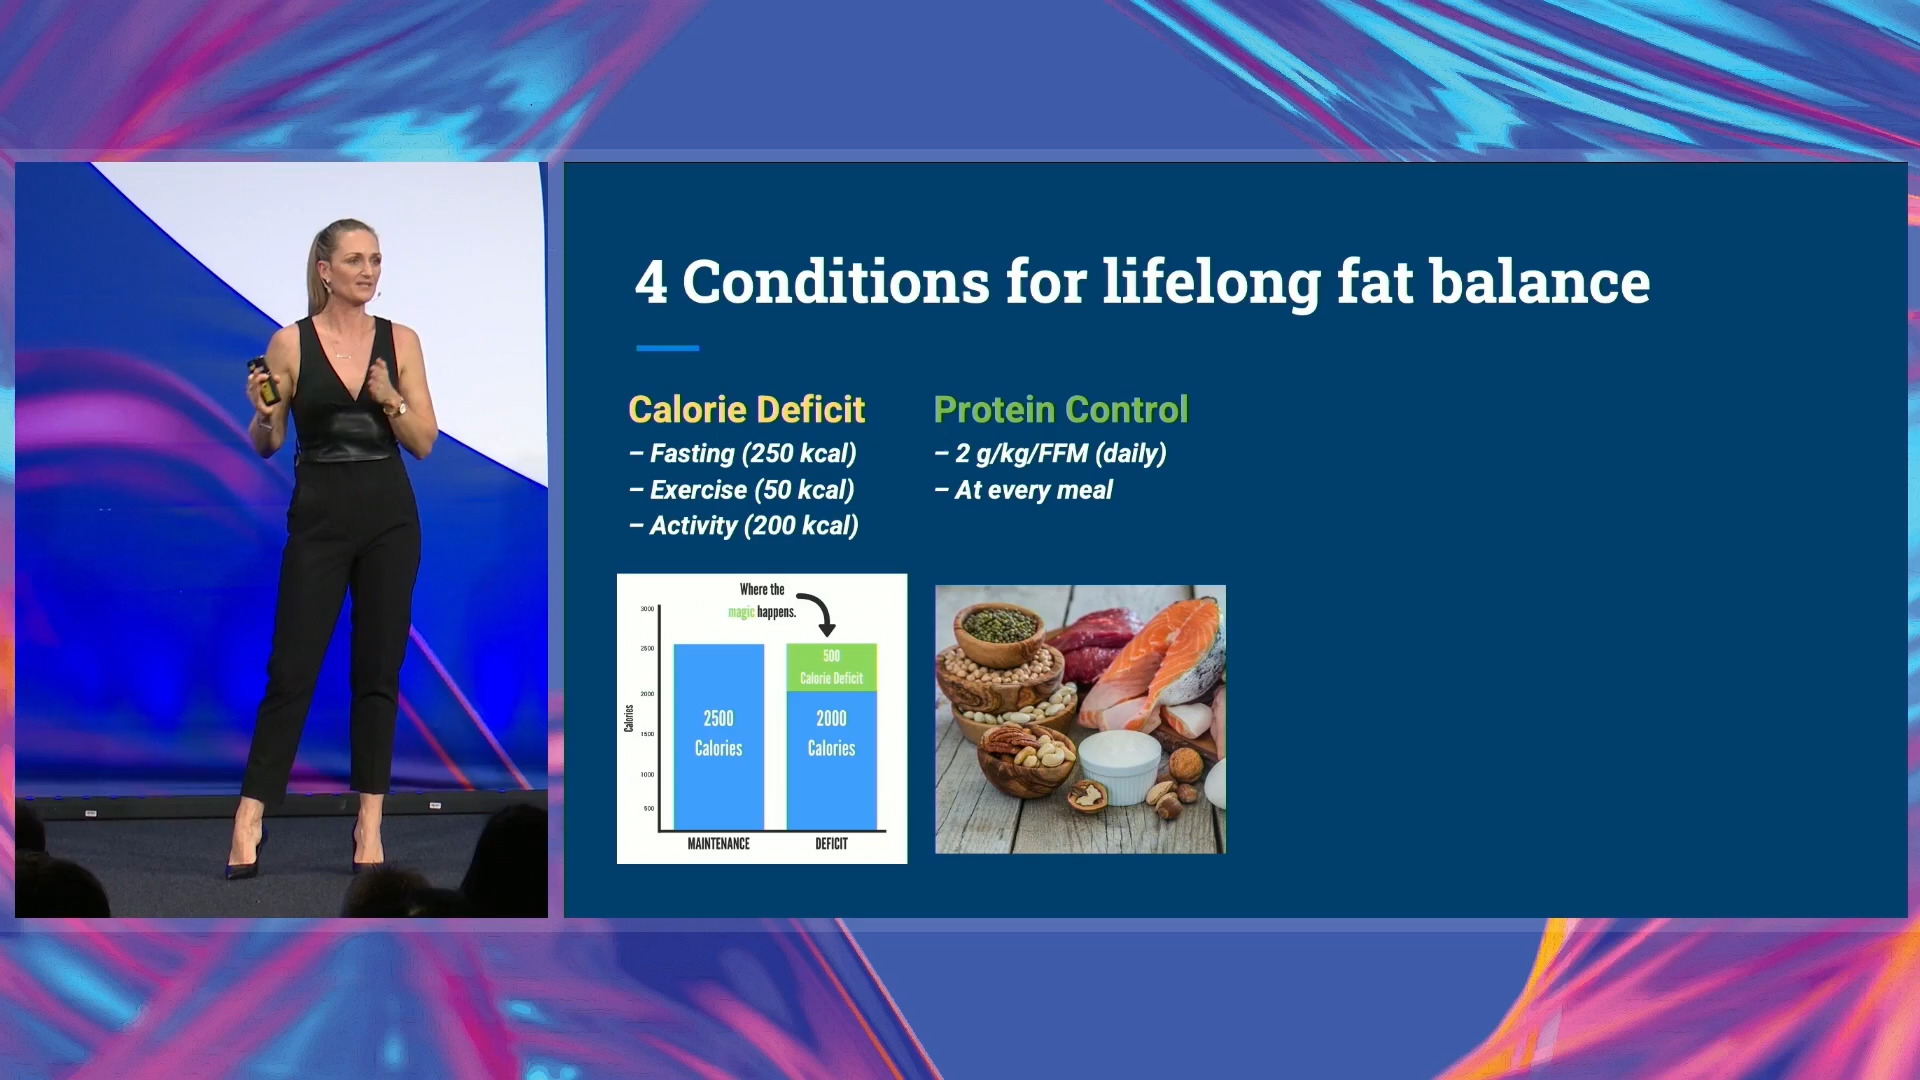 4 Conditions for lifelong fat balance
Calorie Deficit
– Fasting (250 kcal)
– Exercise (50 kcal)
– Activity (200 kcal)
Protein Control
– 2 g/kg/FFM (daily)
– At every meal
Where the
magic happens.
3000
2500
2000
1500
1000
500
Calories
2500
Calories
500
Calorie Deficit
2000
Calories
MAINTENANCE
DEFICIT